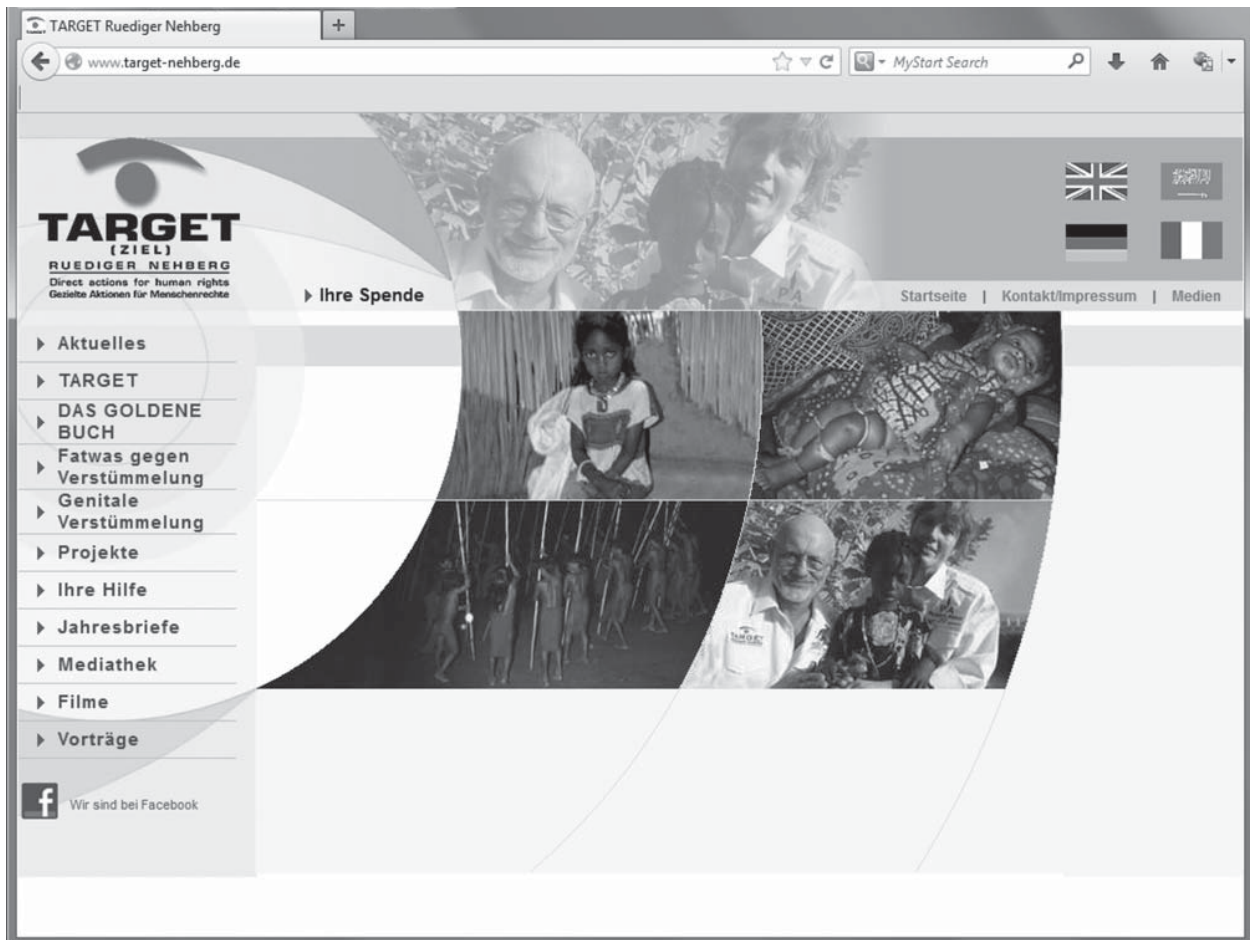 TARGET Ruediger Nehberg
www.target-nehberg.de
MyStart Search
TARGET
(ZIEL)
RUEDIGER NEHBERG
Direct actions for human rights
Gezielte Aktionen für Menschenrechte
Ihre Spende
Startseite | Kontakt/Impressum | Medien
Aktuelles
TARGET
DAS GOLDENE
BUCH
Fatwas gegen
Verstümmelung
Genitale
Verstümmelung
Projekte
Ihre Hilfe
Jahresbriefe
Mediathek
Filme
Vorträge
f Wir sind bei Facebook
TARGET